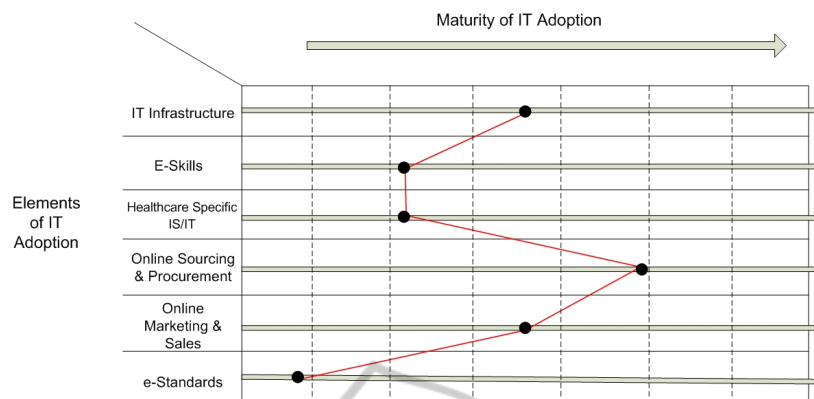 Maturity of IT Adoption
IT Infrastructure
E-Skills
Elements
of IT
Adoption
Healthcare Specific
IS/IT
Online Sourcing
& Procurement
Online
Marketing &
Sales
e-Standards